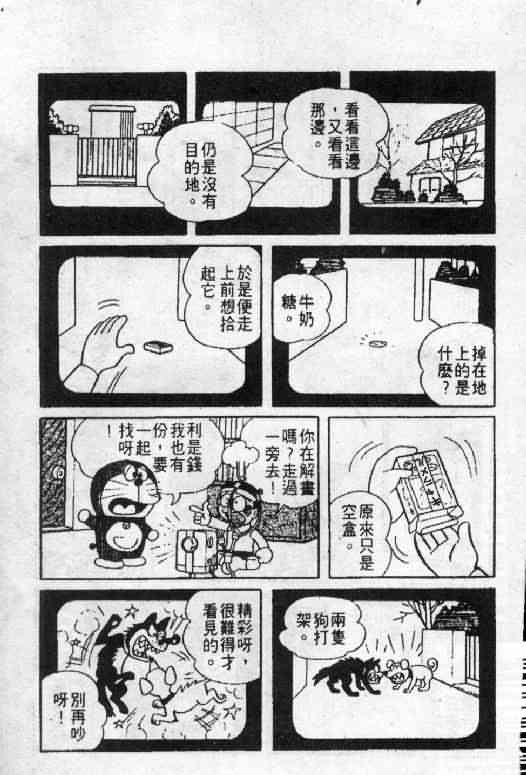 看看這邊
，又看看
那邊。
仍是沒有
目的地。
掉在地
上的是
什麼？
牛奶
糖。
於是便走
上前想拾
起它。
原來只是
空盒。
你在解畫
嗎？走過
一旁去！
利是錢
我也有
份，要
一起
找呀
！
兩隻
狗打
架。
精彩呀，
很難得才
看見的。
別再吵
呀！